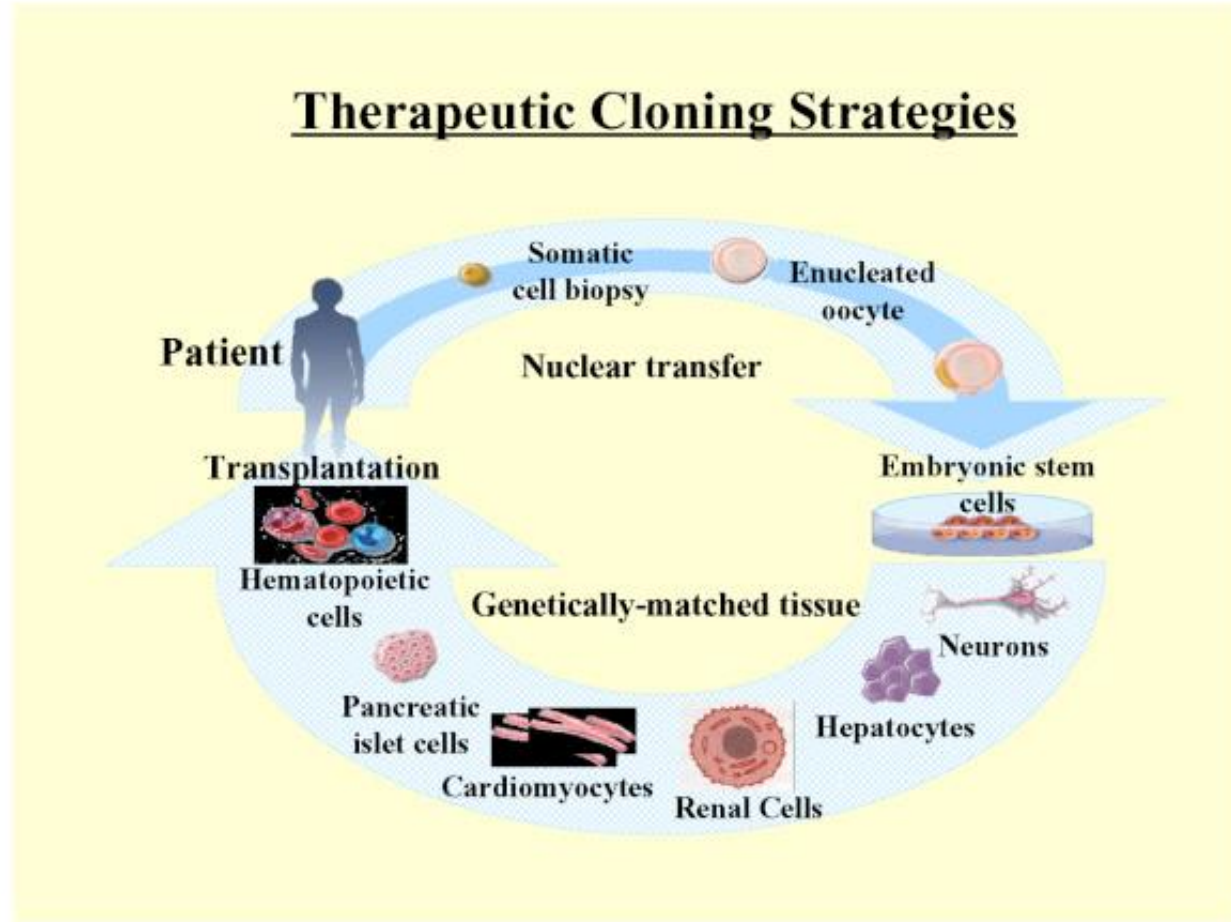 Therapeutic Cloning Strategies
Somatic
cell biopsy
Enucleated
oocyte
Patient
Nuclear transfer
Transplantation
Embryonic stem
cells
Hematopoietic
cells
Genetically-matched tissue
Neurons
Pancreatic
islet cells
Hepatocytes
Cardiomyocytes
Renal Cells